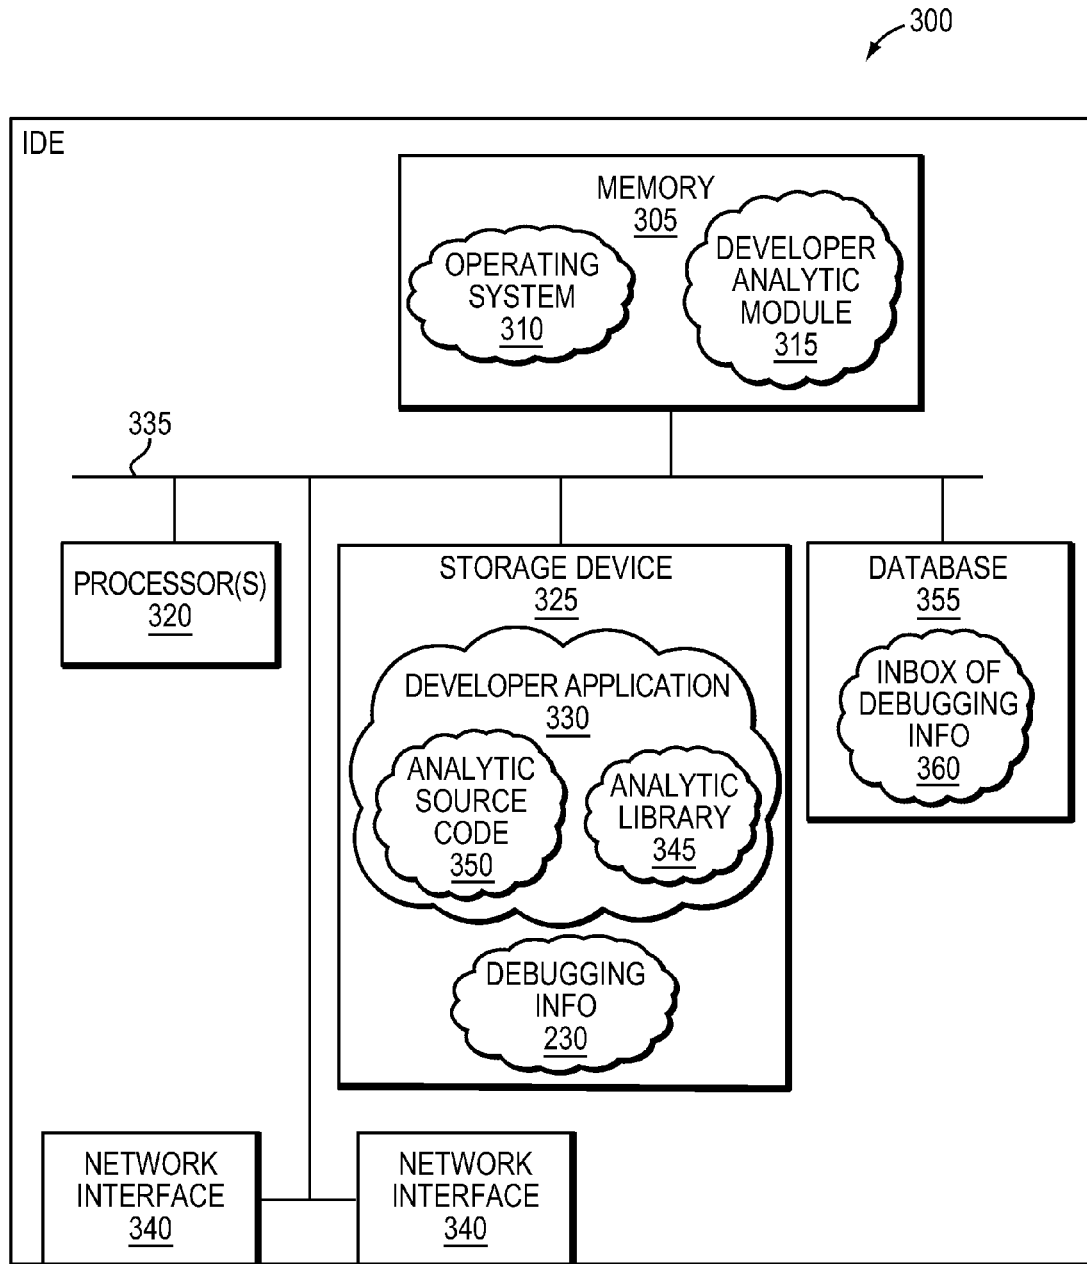 300
IDE
MEMORY
305
OPERATING
SYSTEM
310
DEVELOPER
ANALYTIC
MODULE
315
335
PROCESSOR(S)
320
STORAGE DEVICE
325
DEVELOPER APPLICATION
330
ANALYTIC
SOURCE
CODE
350
ANALYTIC
LIBRARY
345
DEBUGGING
INFO
230
DATABASE
355
INBOX OF
DEBUGGING
INFO
360
NETWORK
INTERFACE
340
NETWORK
INTERFACE
340